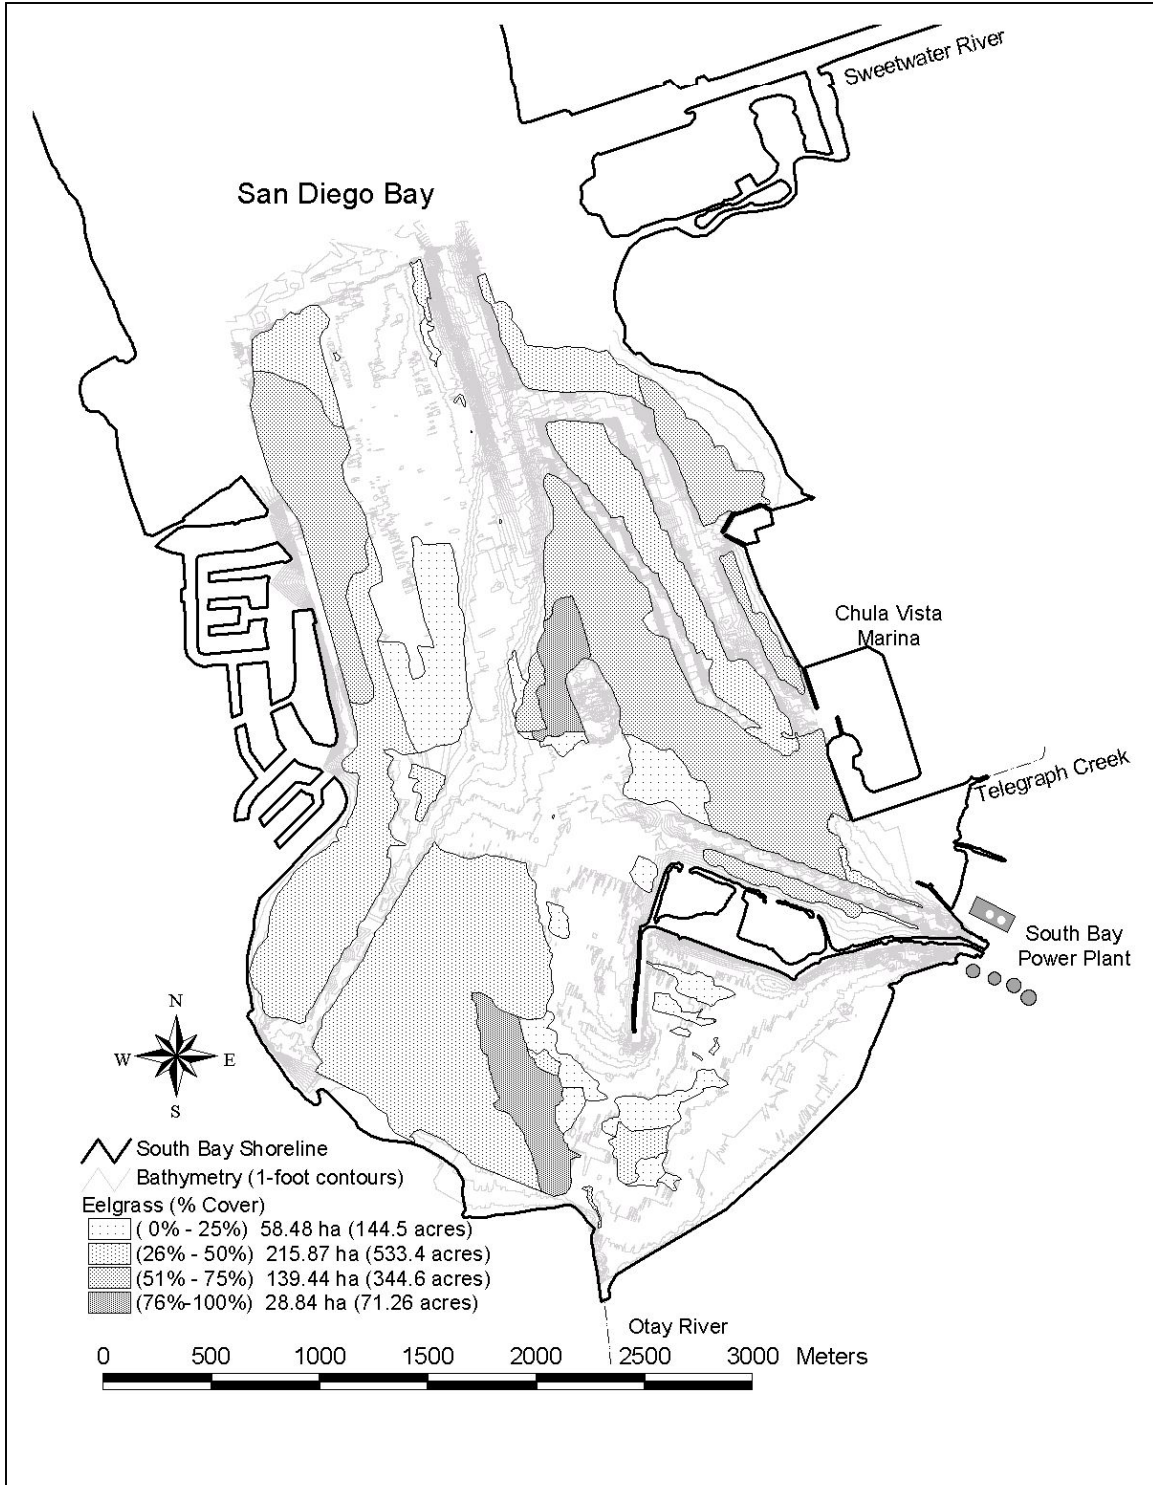 Sweetwater River
San Diego Bay
Chula Vista
Marina
Telegraph Creek
South Bay
Power Plant
N
W
E
S
South Bay Shoreline
Bathymetry (1-foot contours)
Eelgrass (% Cover)
( 0% - 25%) 58.48 ha (144.5 acres)
(26% - 50%) 215.87 ha (533.4 acres)
(51% - 75%) 139.44 ha (344.6 acres)
(76%-100%) 28.84 ha (71.26 acres)
Otay River
0 500 1000 1500 2000 2500 3000 Meters